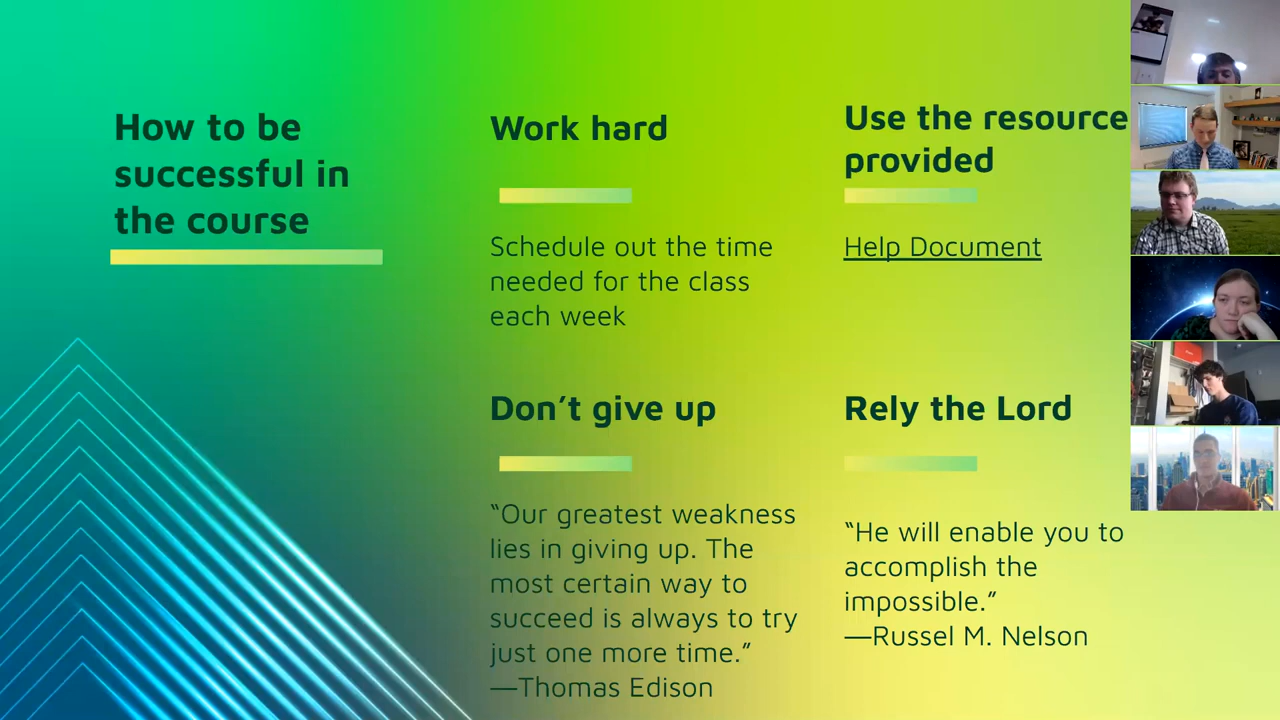 How to be
successful in
the course
Work hard
Schedule out the time
needed for the class
each week
Use the resource
provided
Help Document
Don’t give up
“Our greatest weakness
lies in giving up. The
most certain way to
succeed is always to try
just one more time.”
—Thomas Edison
Rely the Lord
“He will enable you to
accomplish the
impossible.”
—Russel M. Nelson